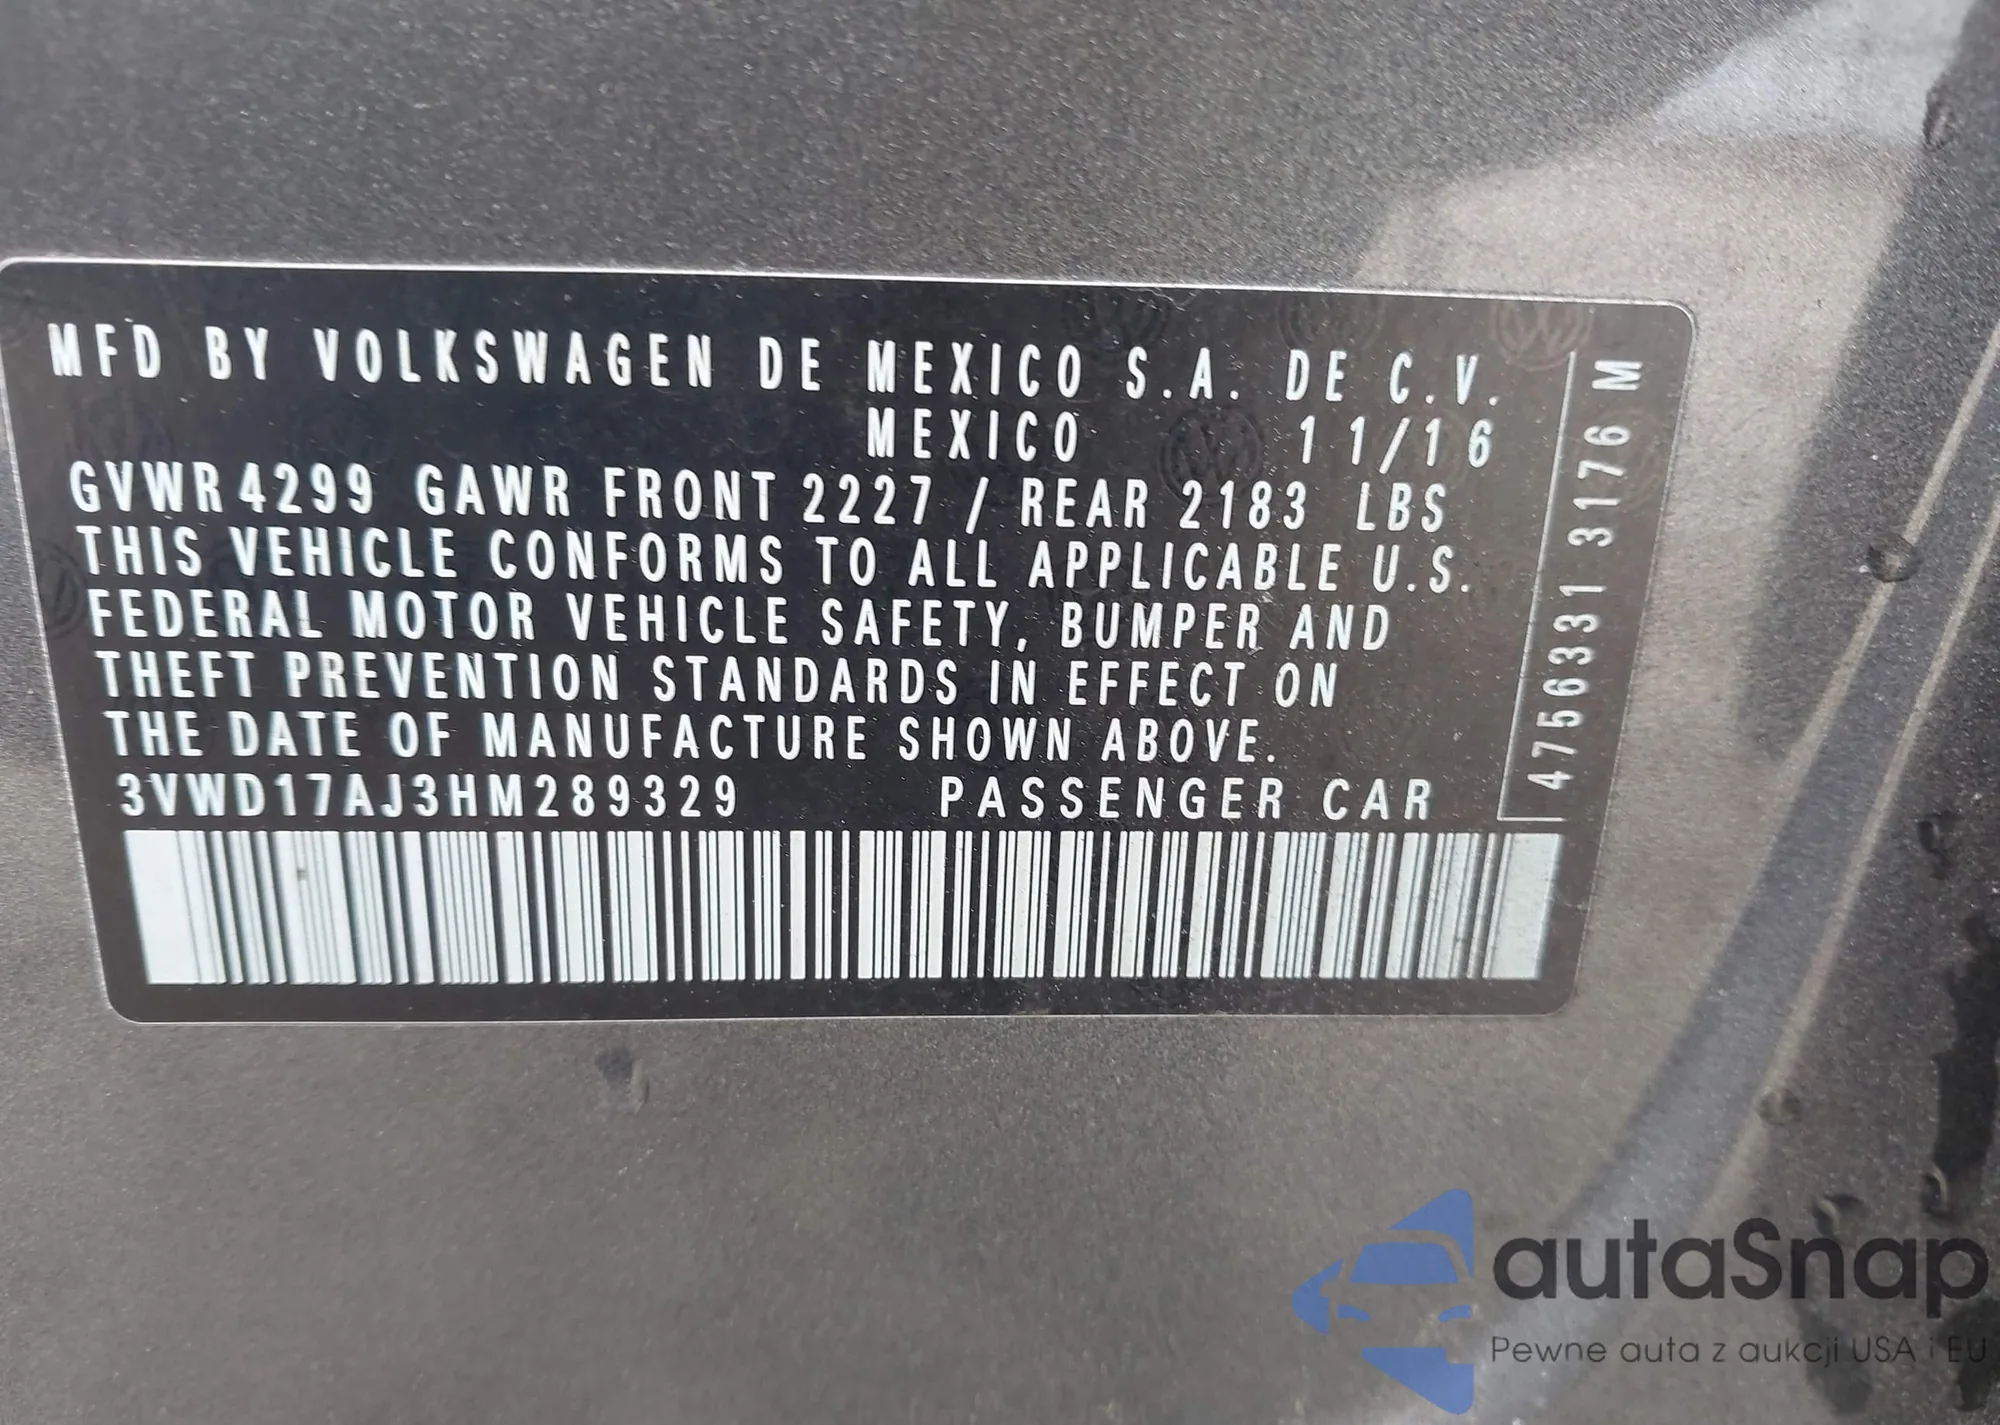 MFD BY VOLKSWAGEN DE MEXICO S.A. DE C.V.
MEXICO 11/16
GVWR 4299 GAWR FRONT 2227 / REAR 2183 LBS
THIS VEHICLE CONFORMS TO ALL APPLICABLE U.S.
FEDERAL MOTOR VEHICLE SAFETY, BUMPER AND
THEFT PREVENTION STANDARDS IN EFFECT ON
THE DATE OF MANUFACTURE SHOWN ABOVE.
3VWD17AJ3HM289329 PASSENGER CAR
4756331 3176 M
autaSnap
Pewne auta z aukcji USA i EU